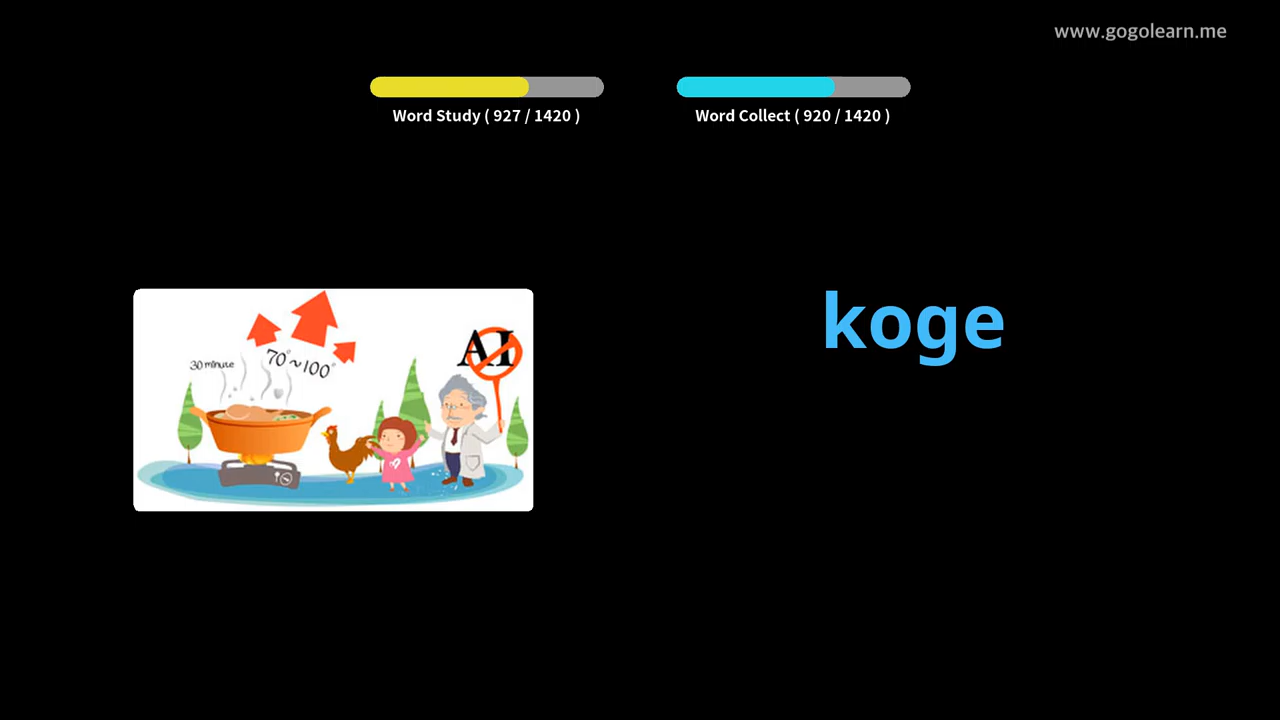 www.gogolearn.me
Word Study ( 927 / 1420 )
Word Collect ( 920 / 1420 )
koge
30 minute
70°~100°
AI